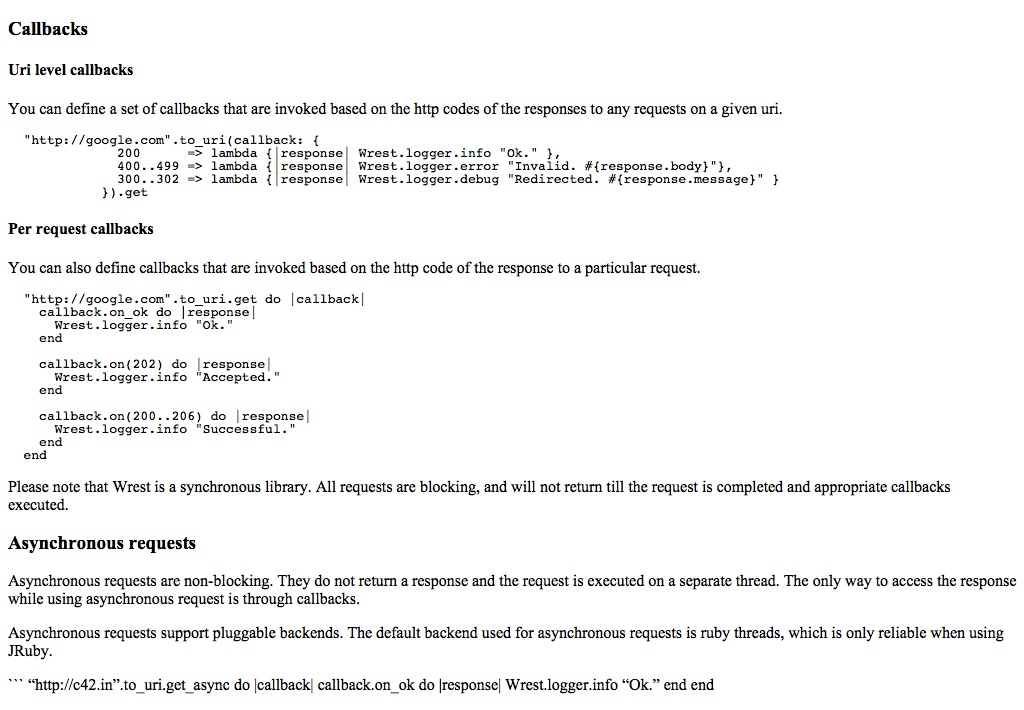 Callbacks
Uri level callbacks
You can define a set of callbacks that are invoked based on the http codes of the responses to any requests on a given uri.
"http://google.com".to_uri(callback: {
            200      => lambda {|response| Wrest.logger.info "Ok." },
            400..499 => lambda {|response| Wrest.logger.error "Invalid. #{response.body}"},
            300..302 => lambda {|response| Wrest.logger.debug "Redirected. #{response.message}" }
          }).get
Per request callbacks
You can also define callbacks that are invoked based on the http code of the response to a particular request.
"http://google.com".to_uri.get do |callback|
  callback.on_ok do |response|
    Wrest.logger.info "Ok."
  end
  callback.on(202) do |response|
    Wrest.logger.info "Accepted."
  end
  callback.on(200..206) do |response|
    Wrest.logger.info "Successful."
  end
end
Please note that Wrest is a synchronous library. All requests are blocking, and will not return till the request is completed and appropriate callbacks
executed.
Asynchronous requests
Asynchronous requests are non-blocking. They do not return a response and the request is executed on a separate thread. The only way to access the response
while using asynchronous request is through callbacks.
Asynchronous requests support pluggable backends. The default backend used for asynchronous requests is ruby threads, which is only reliable when using
JRuby.
``` “http://c42.in”.to_uri.get_async do |callback| callback.on_ok do |response| Wrest.logger.info “Ok.” end end